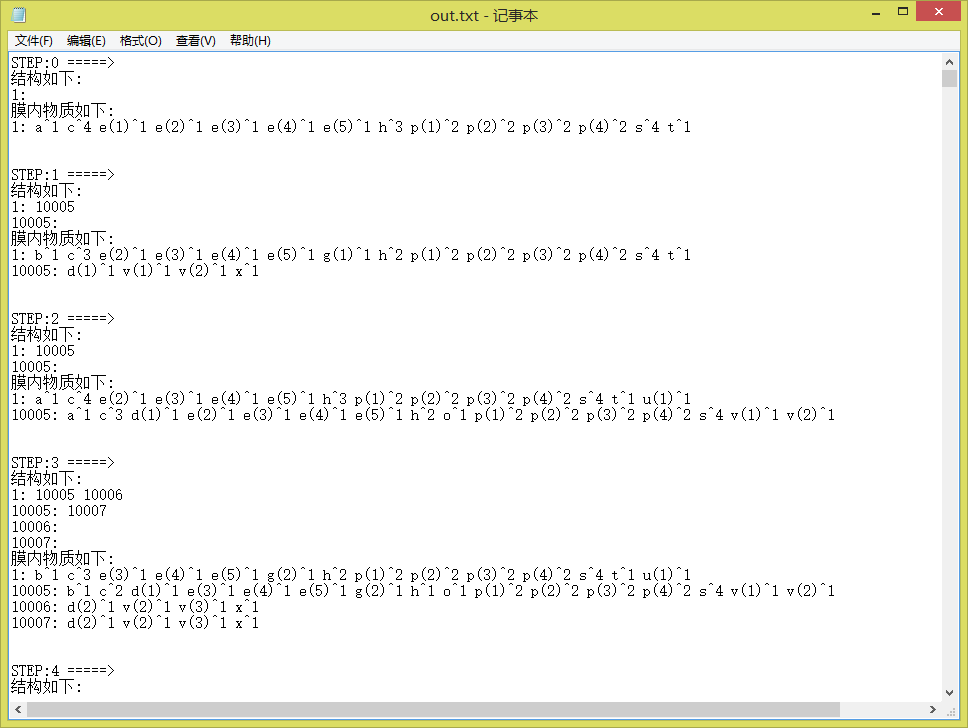 out.txt - 记事本
文件(F) 编辑(E) 格式(O) 查看(V) 帮助(H)
STEP:0 =====>
结构如下:
1:
膜内物质如下:
1: a^1 c^4 e(1)^1 e(2)^1 e(3)^1 e(4)^1 e(5)^1 h^3 p(1)^2 p(2)^2 p(3)^2 p(4)^2 s^4 t^1
STEP:1 =====>
结构如下:
1: 10005
10005:
膜内物质如下:
1: b^1 c^3 e(2)^1 e(3)^1 e(4)^1 e(5)^1 g(1)^1 h^2 p(1)^2 p(2)^2 p(3)^2 p(4)^2 s^4 t^1
10005: d(1)^1 v(1)^1 v(2)^1 x^1
STEP:2 =====>
结构如下:
1: 10005
10005:
膜内物质如下:
1: a^1 c^4 e(2)^1 e(3)^1 e(4)^1 e(5)^1 h^3 p(1)^2 p(2)^2 p(3)^2 p(4)^2 s^4 t^1 u(1)^1
10005: a^1 c^3 d(1)^1 e(2)^1 e(3)^1 e(4)^1 e(5)^1 h^2 o^1 p(1)^2 p(2)^2 p(3)^2 p(4)^2 s^4 v(1)^1 v(2)^1
STEP:3 =====>
结构如下:
1: 10005 10006
10005: 10007
10006:
10007:
膜内物质如下:
1: b^1 c^3 e(3)^1 e(4)^1 e(5)^1 g(2)^1 h^2 p(1)^2 p(2)^2 p(3)^2 p(4)^2 s^4 t^1 u(1)^1
10005: b^1 c^2 d(1)^1 e(3)^1 e(4)^1 e(5)^1 g(2)^1 h^1 o^1 p(1)^2 p(2)^2 p(3)^2 p(4)^2 s^4 v(1)^1 v(2)^1
10006: d(2)^1 v(2)^1 v(3)^1 x^1
10007: d(2)^1 v(2)^1 v(3)^1 x^1
STEP:4 =====>
结构如下: